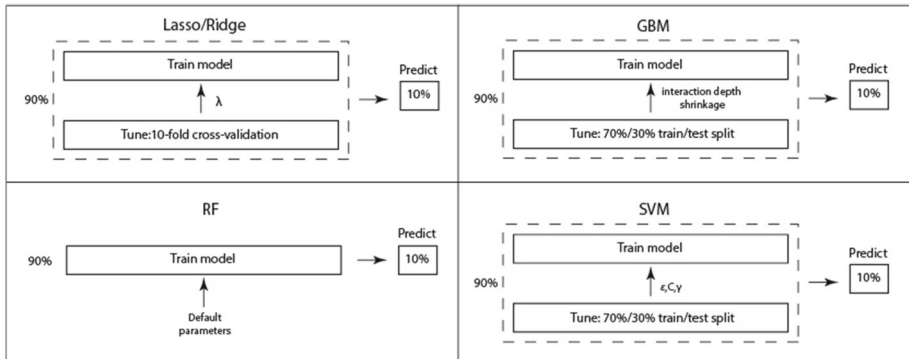 Lasso/Ridge
Train model
90%
λ
Tune:10-fold cross-validation
Predict
10%
GBM
Train model
90%
interaction depth
shrinkage
Tune: 70%/30% train/test split
Predict
10%
RF
90%
Train model
Default
parameters
Predict
10%
SVM
Train model
90%
ε,C,γ
Tune: 70%/30% train/test split
Predict
10%